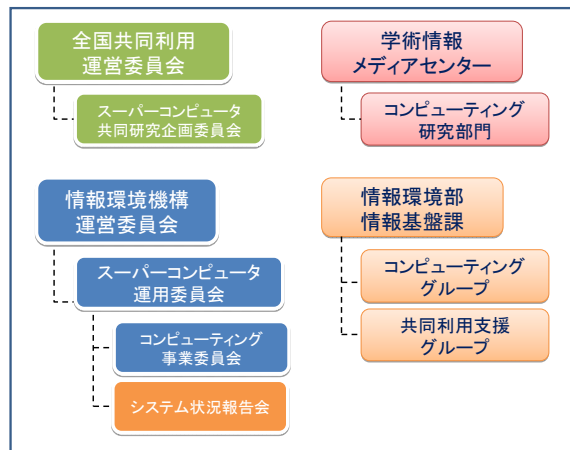 全国共同利用
運営委員会
スーパーコンピュータ
共同研究企画委員会
情報環境機構
運営委員会
スーパーコンピュータ
運用委員会
コンピューティング
事業委員会
システム状況報告会
学術情報
メディアセンター
コンピューティング
研究部門
情報環境部
情報基盤課
コンピューティング
グループ
共同利用支援
グループ